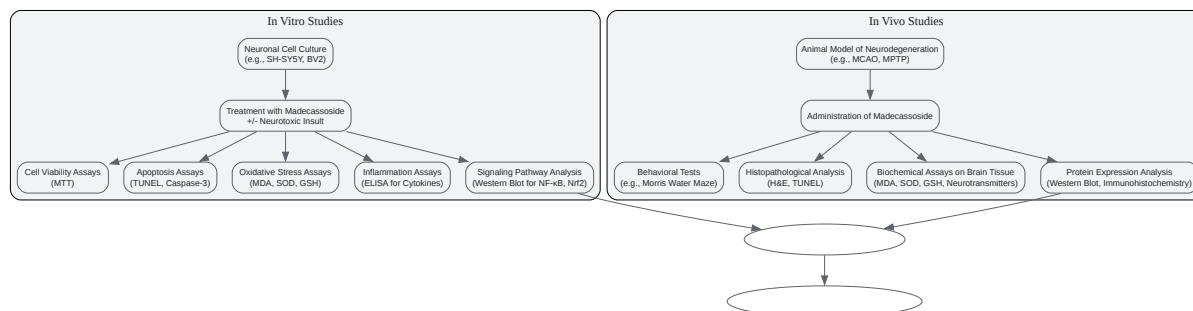 In Vitro Studies
Neuronal Cell Culture
(e.g., SH-SY5Y, BV2)
Treatment with Madecassoside
+/- Neurotoxic Insult
Cell Viability Assays
(MTT)
Apoptosis Assays
(TUNEL, Caspase-3)
Oxidative Stress Assays
(MDA, SOD, GSH)
Inflammation Assays
(ELISA for Cytokines)
Signaling Pathway Analysis
(Western Blot for NF-κB, Nrf2)
In Vivo Studies
Animal Model of Neurodegeneration
(e.g., MCAO, MPTP)
Administration of Madecassoside
Behavioral Tests
(e.g., Morris Water Maze)
Histopathological Analysis
(H&E, TUNEL)
Biochemical Assays on Brain Tissue
(MDA, SOD, GSH, Neurotransmitters)
Protein Expression Analysis
(Western Blot, Immunohistochemistry)